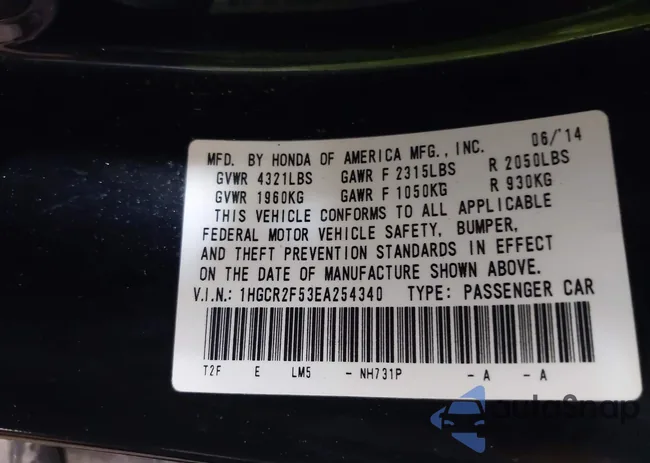 MFD. BY HONDA OF AMERICA MFG., INC. 06/'14
GVWR 4321LBS GAWR F 2315LBS R 2050LBS
GVWR 1960KG GAWR F 1050KG R 930KG
THIS VEHICLE CONFORMS TO ALL APPLICABLE
FEDERAL MOTOR VEHICLE SAFETY, BUMPER,
AND THEFT PREVENTION STANDARDS IN EFFECT
ON THE DATE OF MANUFACTURE SHOWN ABOVE.
V.I.N.: 1HGCR2F53EA254340 TYPE: PASSENGER CAR
T2F E LM5 - NH731P - A - A
autoSnap